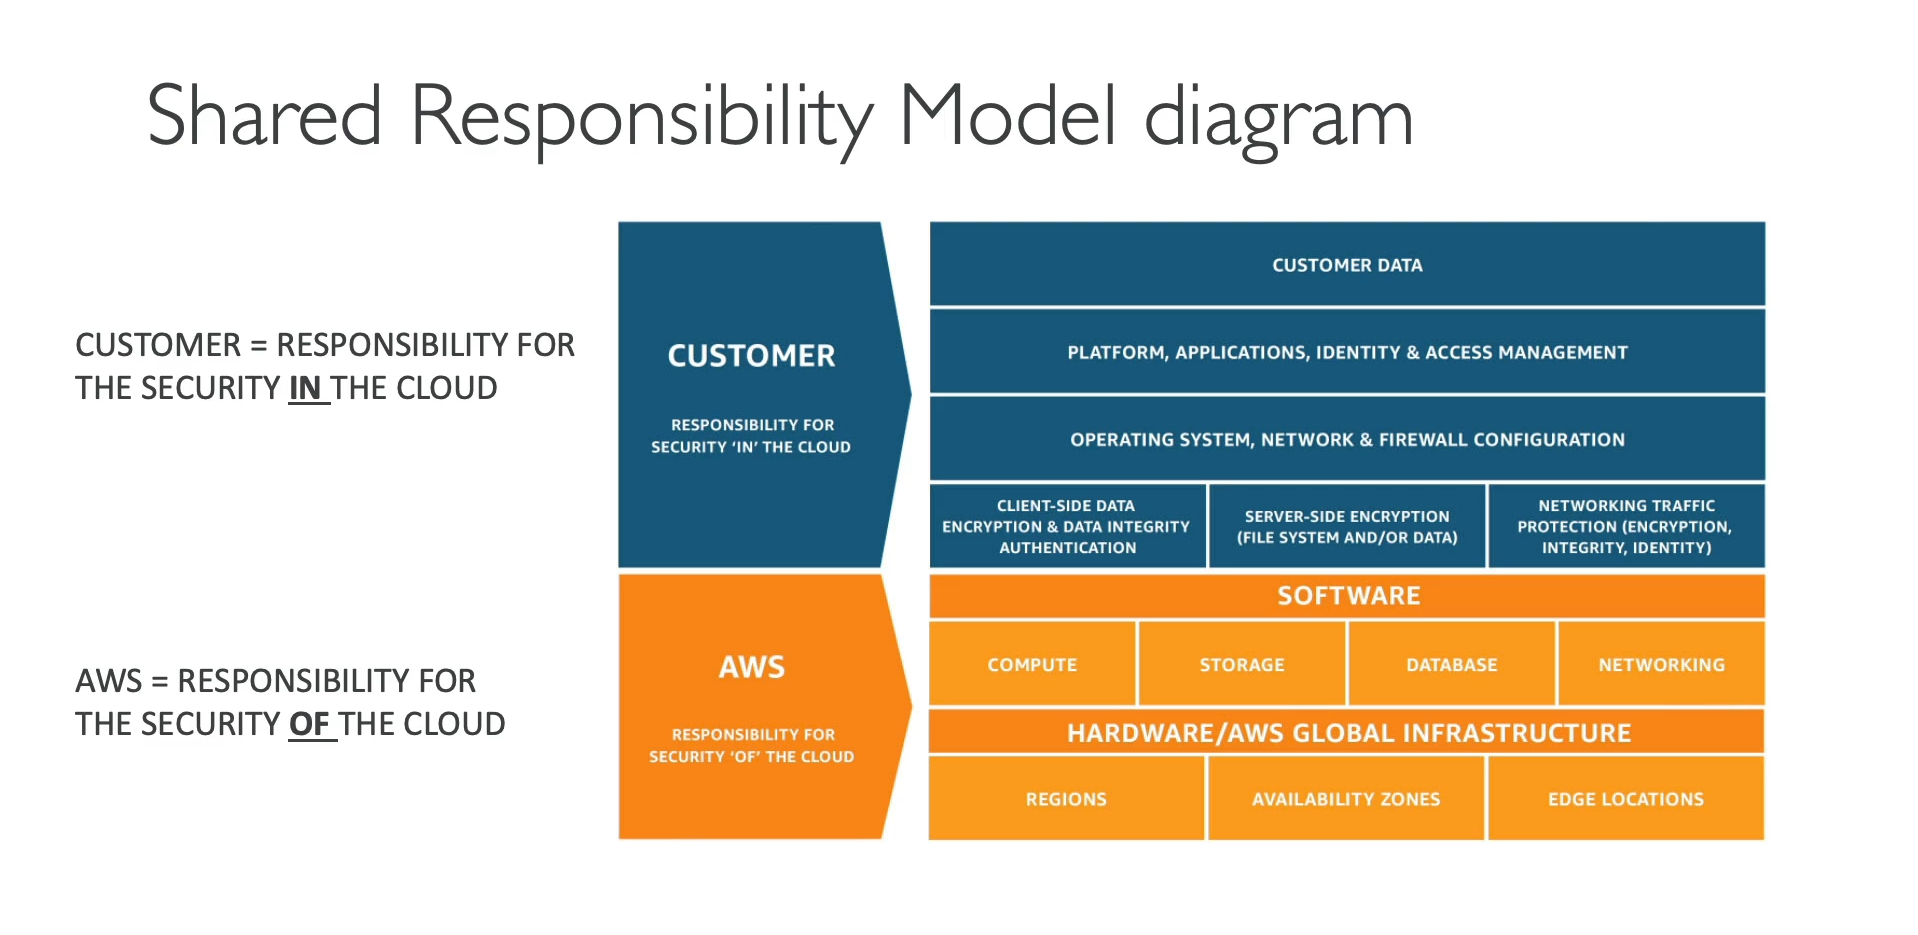 Shared Responsibility Model diagram
CUSTOMER = RESPONSIBILITY FOR
THE SECURITY IN THE CLOUD
CUSTOMER
RESPONSIBILITY FOR
SECURITY ‘IN’ THE CLOUD
CUSTOMER DATA
PLATFORM, APPLICATIONS, IDENTITY & ACCESS MANAGEMENT
OPERATING SYSTEM, NETWORK & FIREWALL CONFIGURATION
CLIENT-SIDE DATA
ENCRYPTION & DATA INTEGRITY
AUTHENTICATION
SERVER-SIDE ENCRYPTION
(FILE SYSTEM AND/OR DATA)
NETWORKING TRAFFIC
PROTECTION (ENCRYPTION,
INTEGRITY, IDENTITY)
AWS = RESPONSIBILITY FOR
THE SECURITY OF THE CLOUD
AWS
RESPONSIBILITY FOR
SECURITY ‘OF’ THE CLOUD
SOFTWARE
COMPUTE
STORAGE
DATABASE
NETWORKING
HARDWARE/AWS GLOBAL INFRASTRUCTURE
REGIONS
AVAILABILITY ZONES
EDGE LOCATIONS